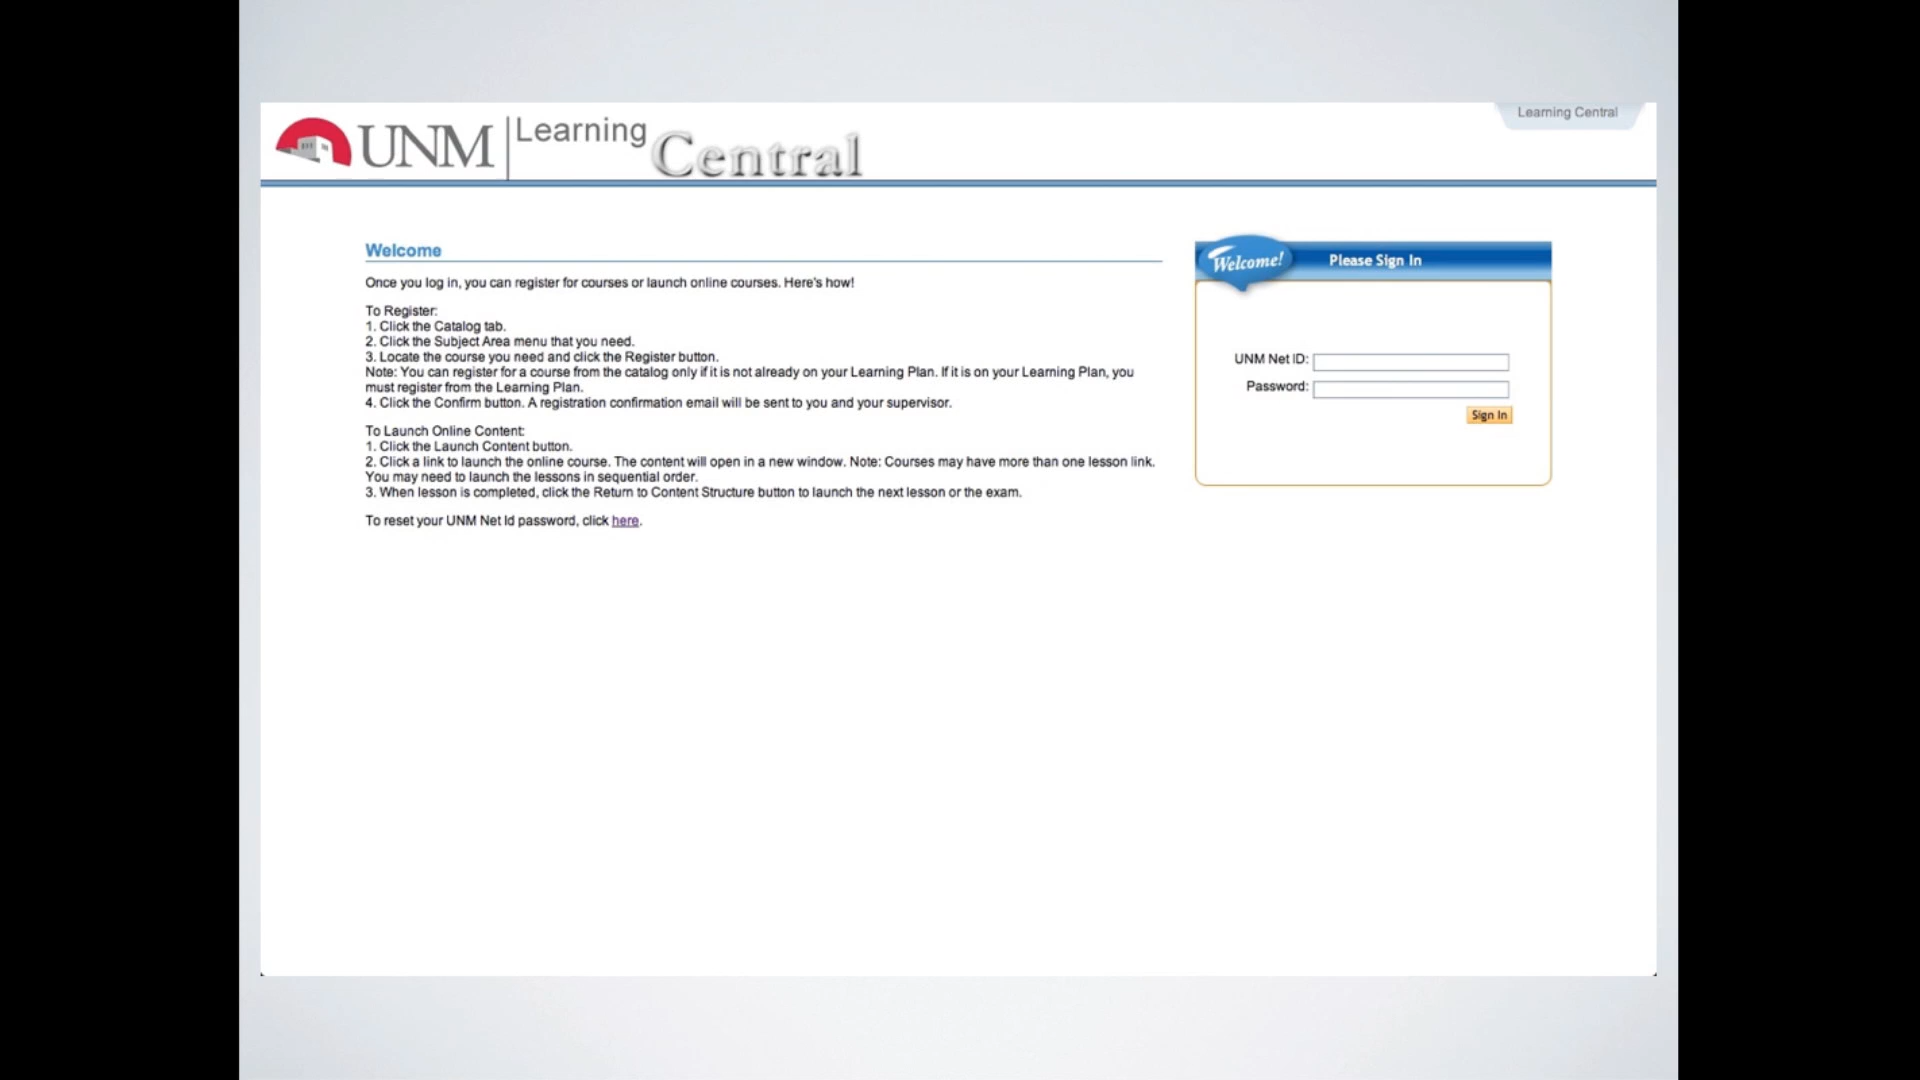 UNM Learning Central
Learning Central
Welcome
Once you log in, you can register for courses or launch online courses. Here's how!
To Register:
1. Click the Catalog tab.
2. Click the Subject Area menu that you need.
3. Locate the course you need and click the Register button.
Note: You can register for a course from the catalog only if it is not already on your Learning Plan. If it is on your Learning Plan, you
must register from the Learning Plan.
4. Click the Confirm button. A registration confirmation email will be sent to you and your supervisor.
To Launch Online Content:
1. Click the Launch Content button.
2. Click a link to launch the online course. The content will open in a new window. Note: Courses may have more than one lesson link.
You may need to launch the lessons in sequential order.
3. When lesson is completed, click the Return to Content Structure button to launch the next lesson or the exam.
To reset your UNM Net Id password, click here.
Welcome!
Please Sign In
UNM Net ID:
Password:
Sign In